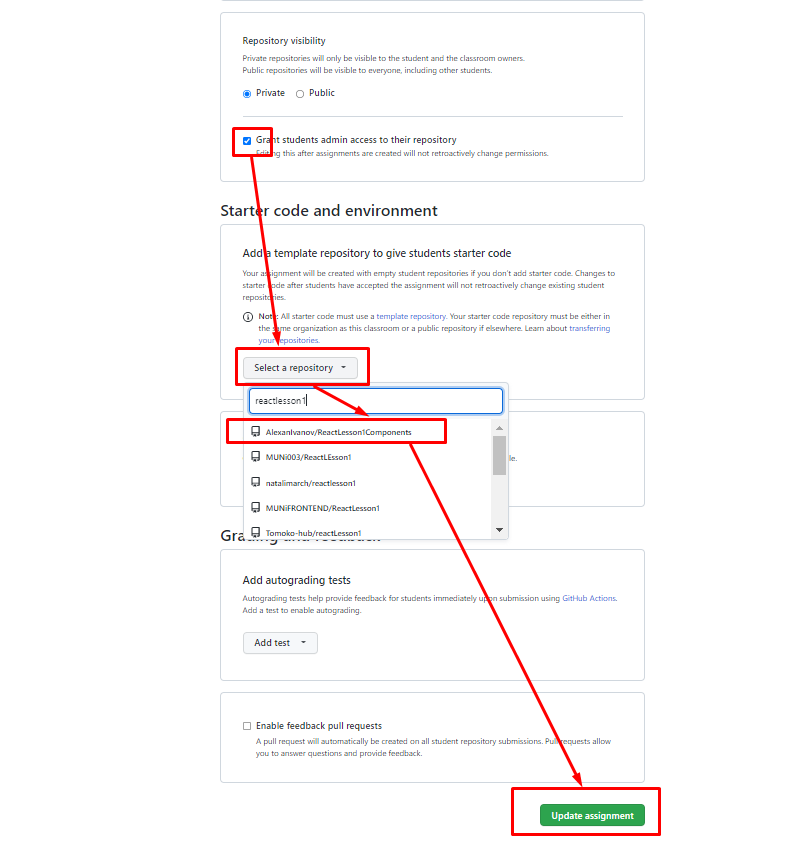 Repository visibility
Private repositories will only be visible to the student and the classroom owners.
Public repositories will be visible to everyone, including other students.
Private Public
Grant students admin access to their repository
Editing this after assignments are created will not retroactively change permissions.
Starter code and environment
Add a template repository to give students starter code
Your assignment will be created with empty student repositories if you don't add starter code. Changes to
starter code after students have accepted the assignment will not retroactively change existing student
repositories.
Note: All starter code must use a template repository. Your starter code repository must be either in
the same organization as this classroom or a public repository if elsewhere. Learn about transferring
your repositories.
Select a repository
reactlesson1
AlexanIvanov/ReactLesson1Components
MUNi003/ReactLEsson1
le.
natalimarch/reactlesson1
MUNiFRONTEND/ReactLesson1
Tomoko-hub/reactLesson1
Grading and feedback
Add autograding tests
Autograding tests help provide feedback for students immediately upon submission using GitHub Actions.
Add a test to enable autograding.
Add test
Enable feedback pull requests
A pull request will automatically be created on all student repository submissions. Pull requests allow
you to answer questions and provide feedback.
Update assignment